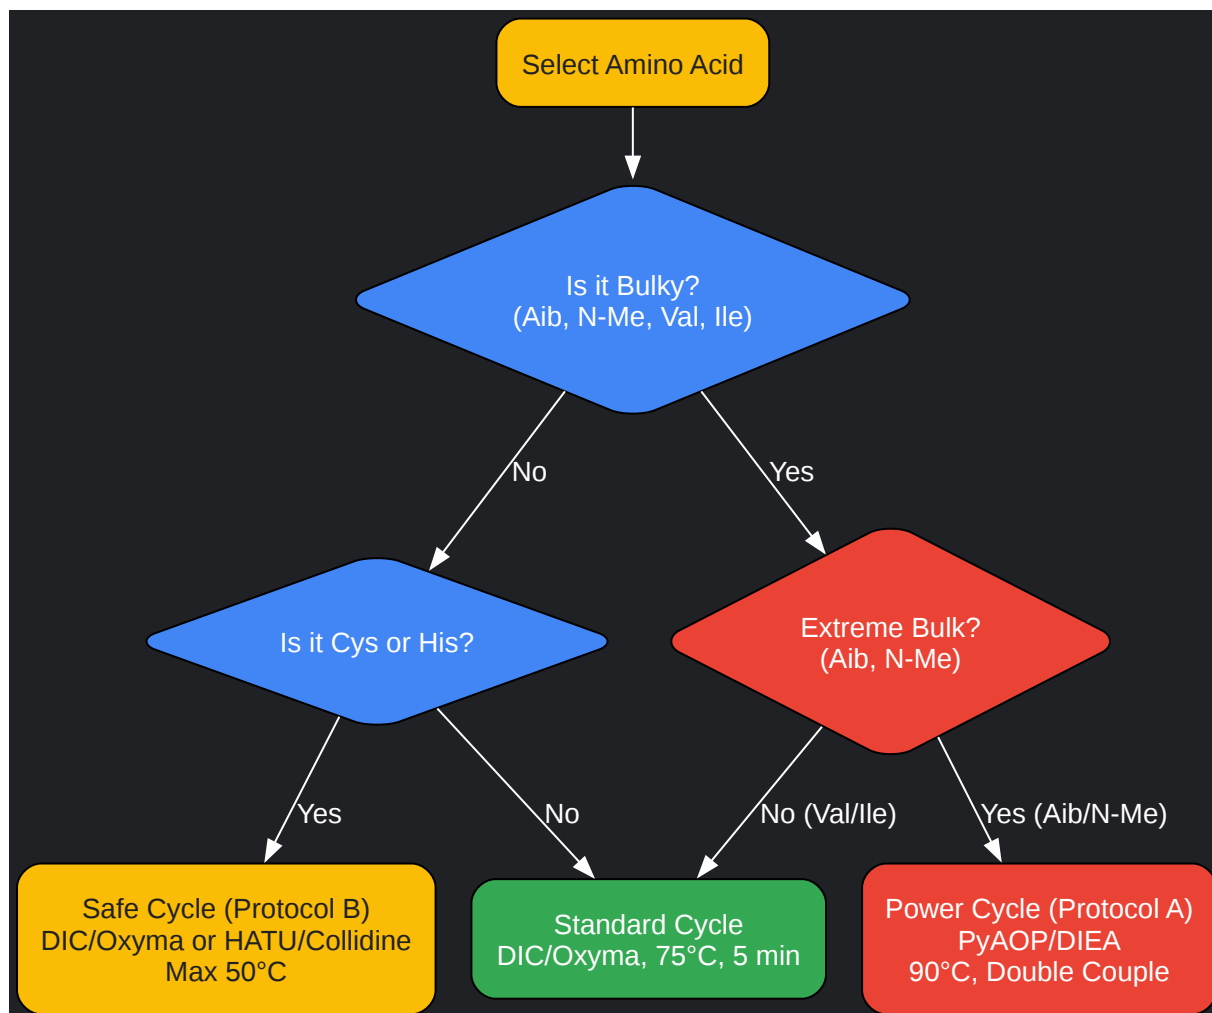 Select Amino Acid
Is it Bulky?
(Aib, N-Me, Val, Ile)
No
Yes
Is it Cys or His?
Extreme Bulk?
(Aib, N-Me)
Yes
No
No (Val/Ile)
Yes (Aib/N-Me)
Safe Cycle (Protocol B)
DIC/Oxyma or HATU/Collidine
Max 50°C
Standard Cycle
DIC/Oxyma, 75°C, 5 min
Power Cycle (Protocol A)
PyAOP/DIEA
90°C, Double Couple